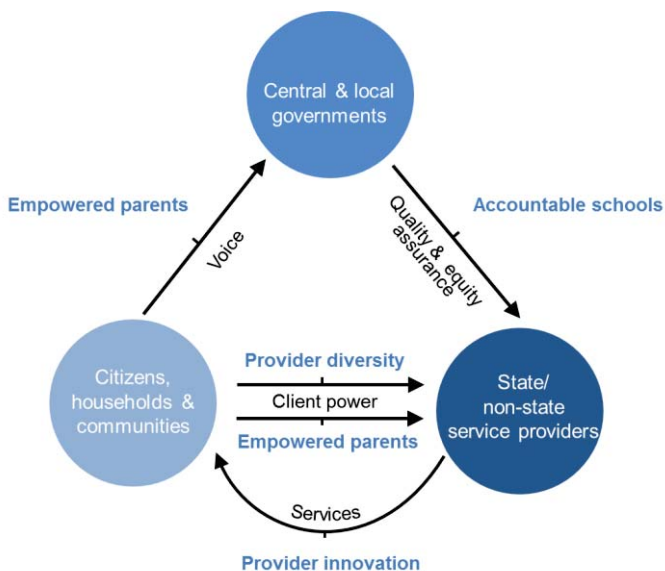 Central & local
governments
Empowered parents
Voice
Quality & equity
assurance
Accountable schools
Citizens,
households &
communities
Provider diversity
Client power
Empowered parents
State/
non-state
service providers
Services
Provider innovation